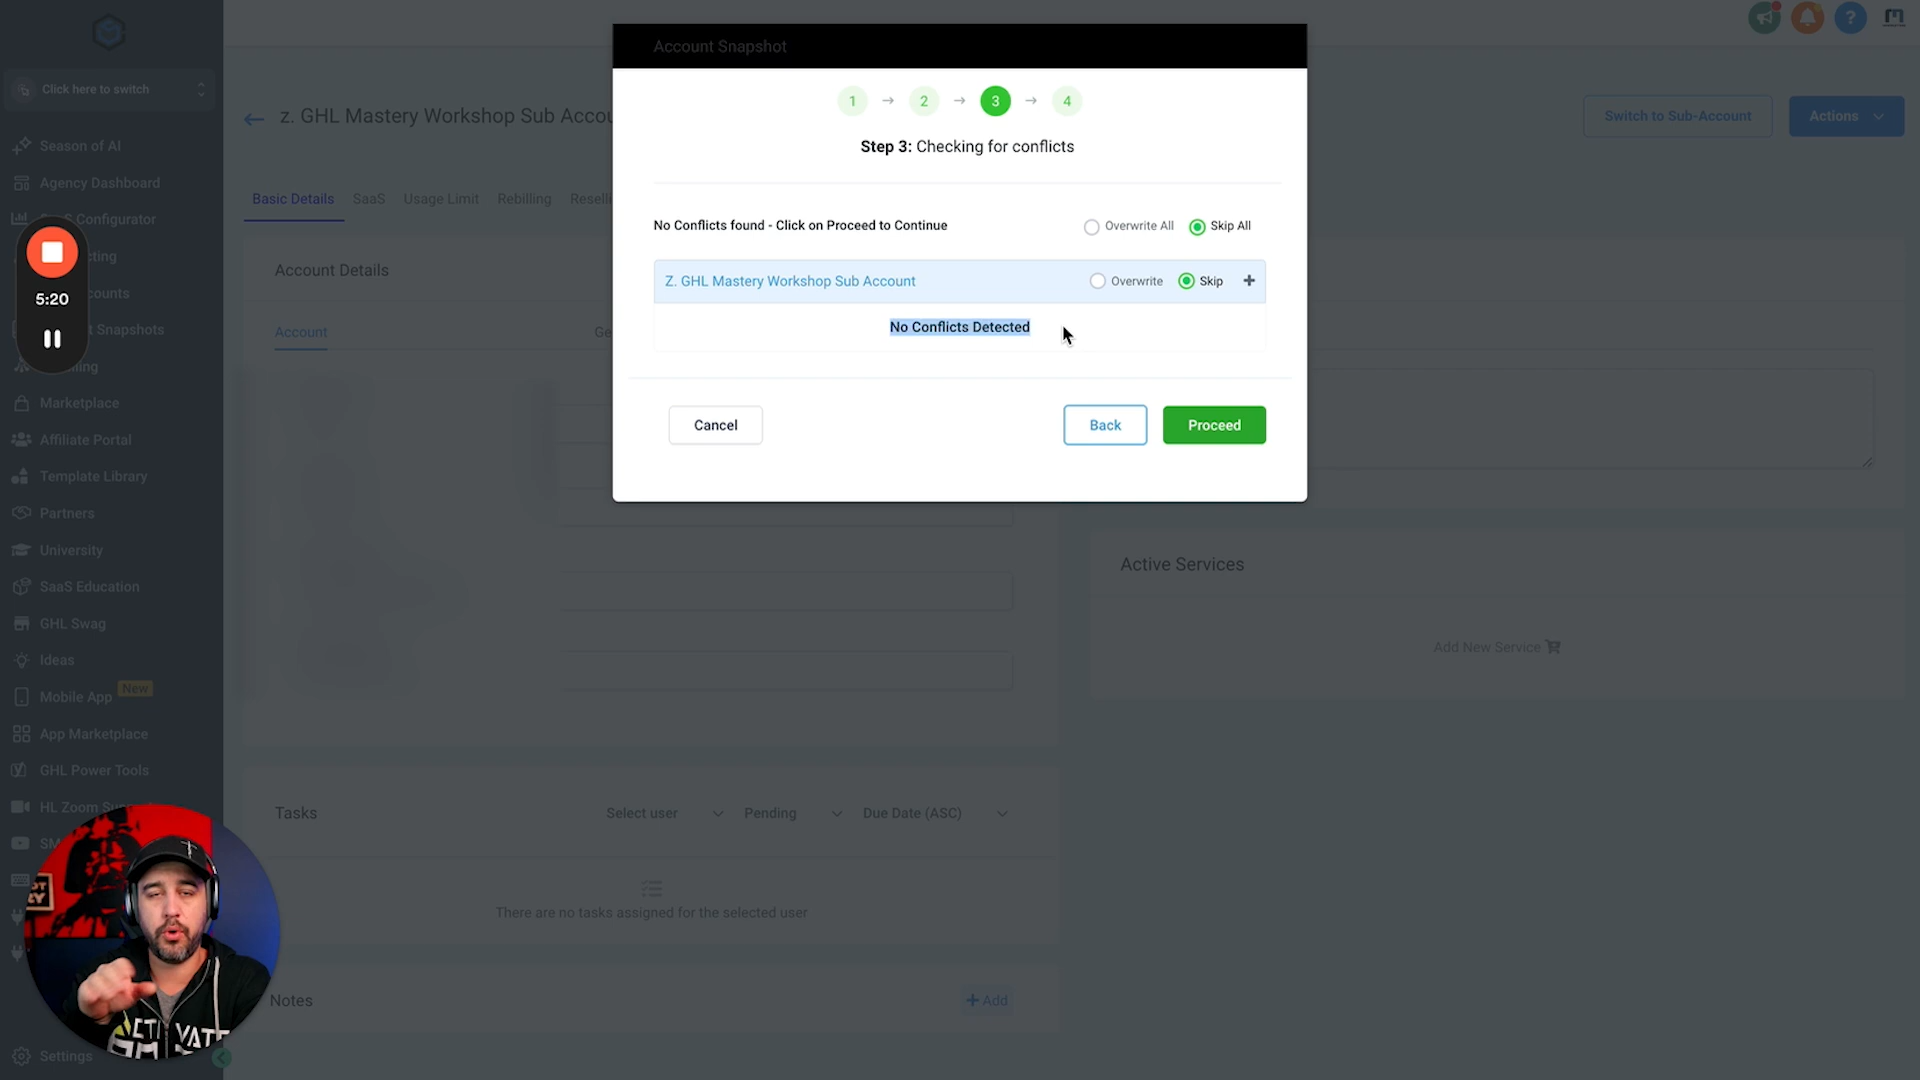 Account Snapshot
1
2
3
4
Step 3: Checking for conflicts
No Conflicts found - Click on Proceed to Continue
Overwrite All
Skip All
Z. GHL Mastery Workshop Sub Account
Overwrite
Skip
No Conflicts Detected
Cancel
Back
Proceed
Click here to switch
Season of AI
Agency Dashboard
Configurator
Snapshots
Marketplace
Affiliate Portal
Template Library
Partners
University
SaaS Education
GHL Swag
Ideas
Mobile App
New
App Marketplace
GHL Power Tools
HL Zoom
Settings
5:20
z. GHL Mastery Workshop Sub
Switch to Sub-Account
Actions
Basic Details
SaaS
Usage Limit
Rebilling
Account Details
Account
Active Services
Add New Service
Tasks
Select user
Pending
Due Date (ASC)
There are no tasks assigned for the selected user
Notes
+ Add